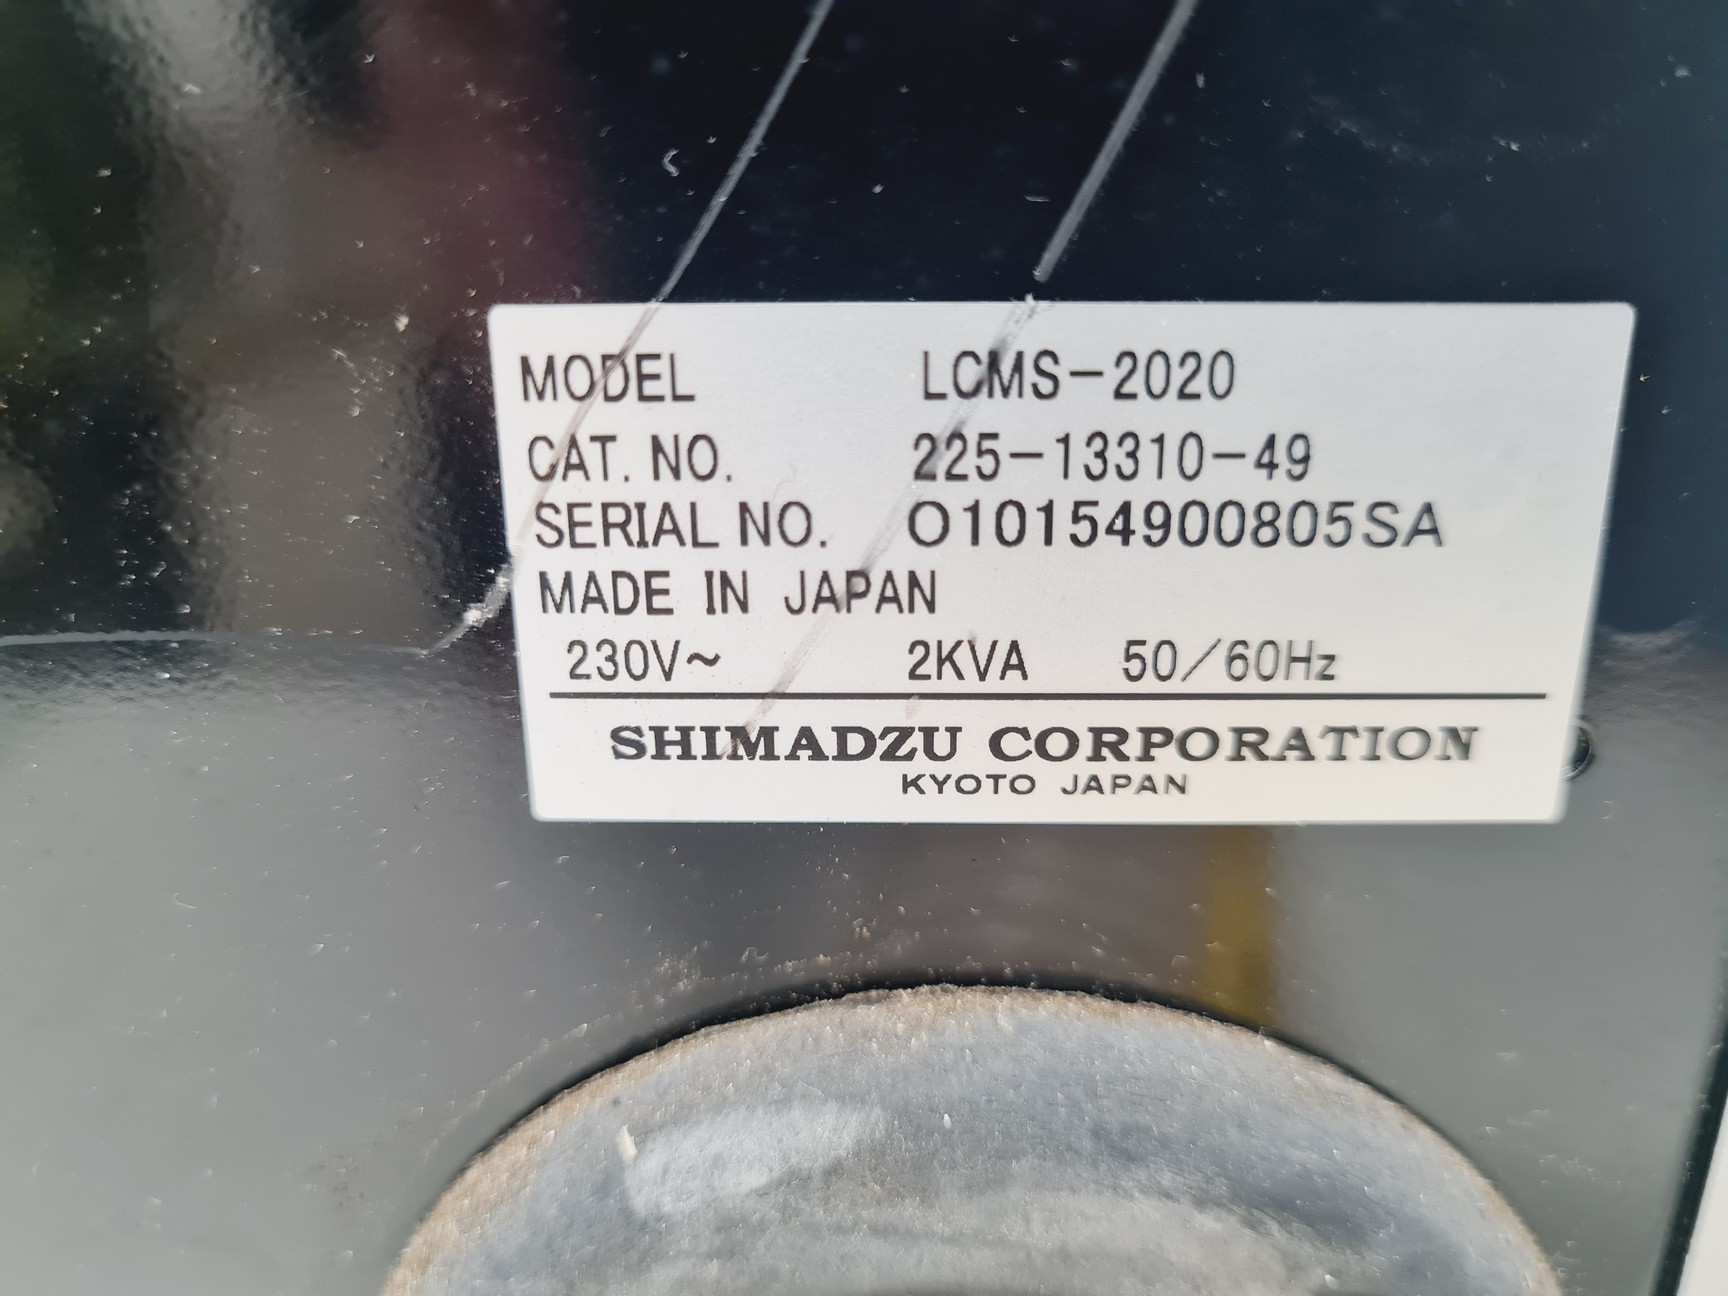 MODEL LCMS-2020
CAT. NO. 225-13310-49
SERIAL NO. O10154900805SA
MADE IN JAPAN
230V~ 2KVA 50/60Hz
SHIMADZU CORPORATION
KYOTO JAPAN